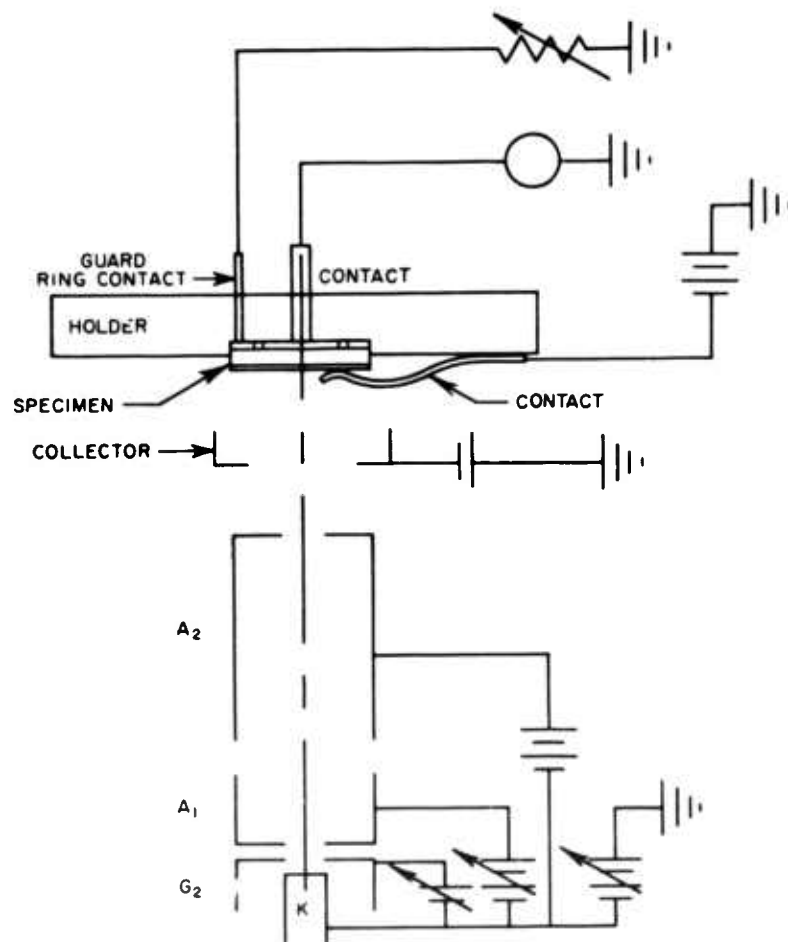 GUARD
RING CONTACT
CONTACT
HOLDER
SPECIMEN
CONTACT
COLLECTOR
A₂
A₁
G₂
K